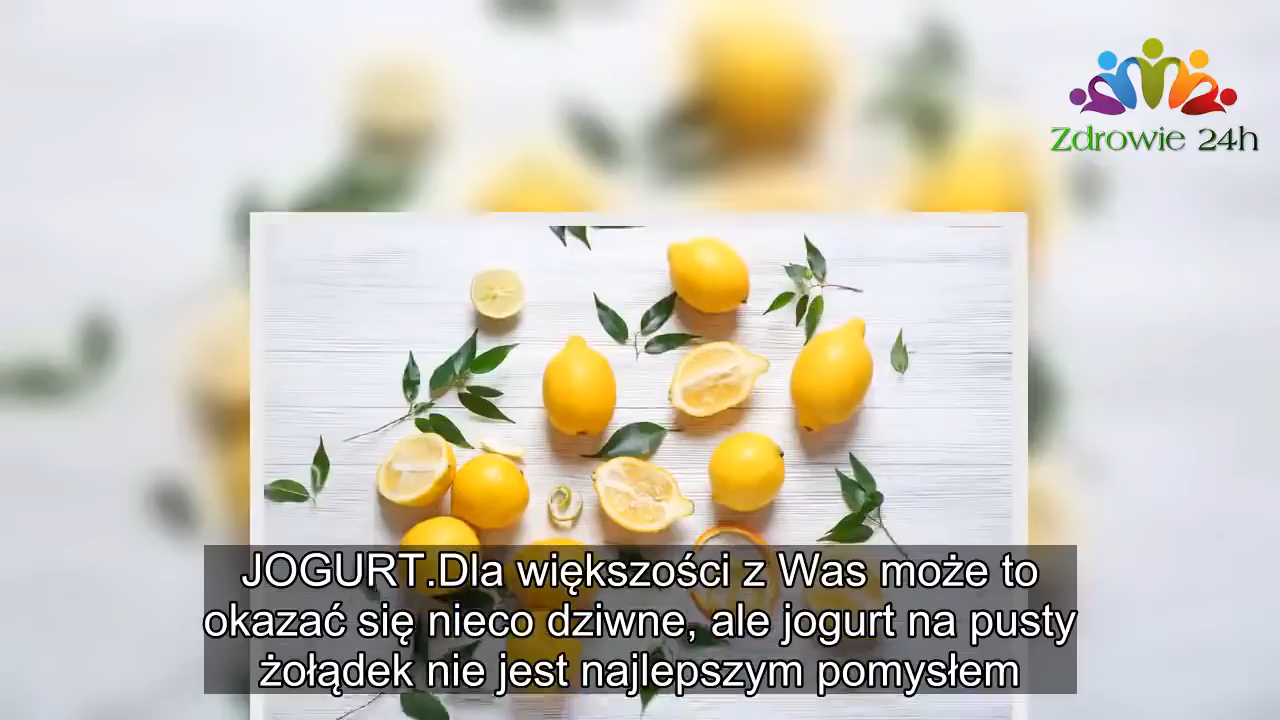 Zdrowie 24h
JOGURT.Dla większości z Was może to
okazać się nieco dziwne, ale jogurt na pusty
żołądek nie jest najlepszym pomysłem